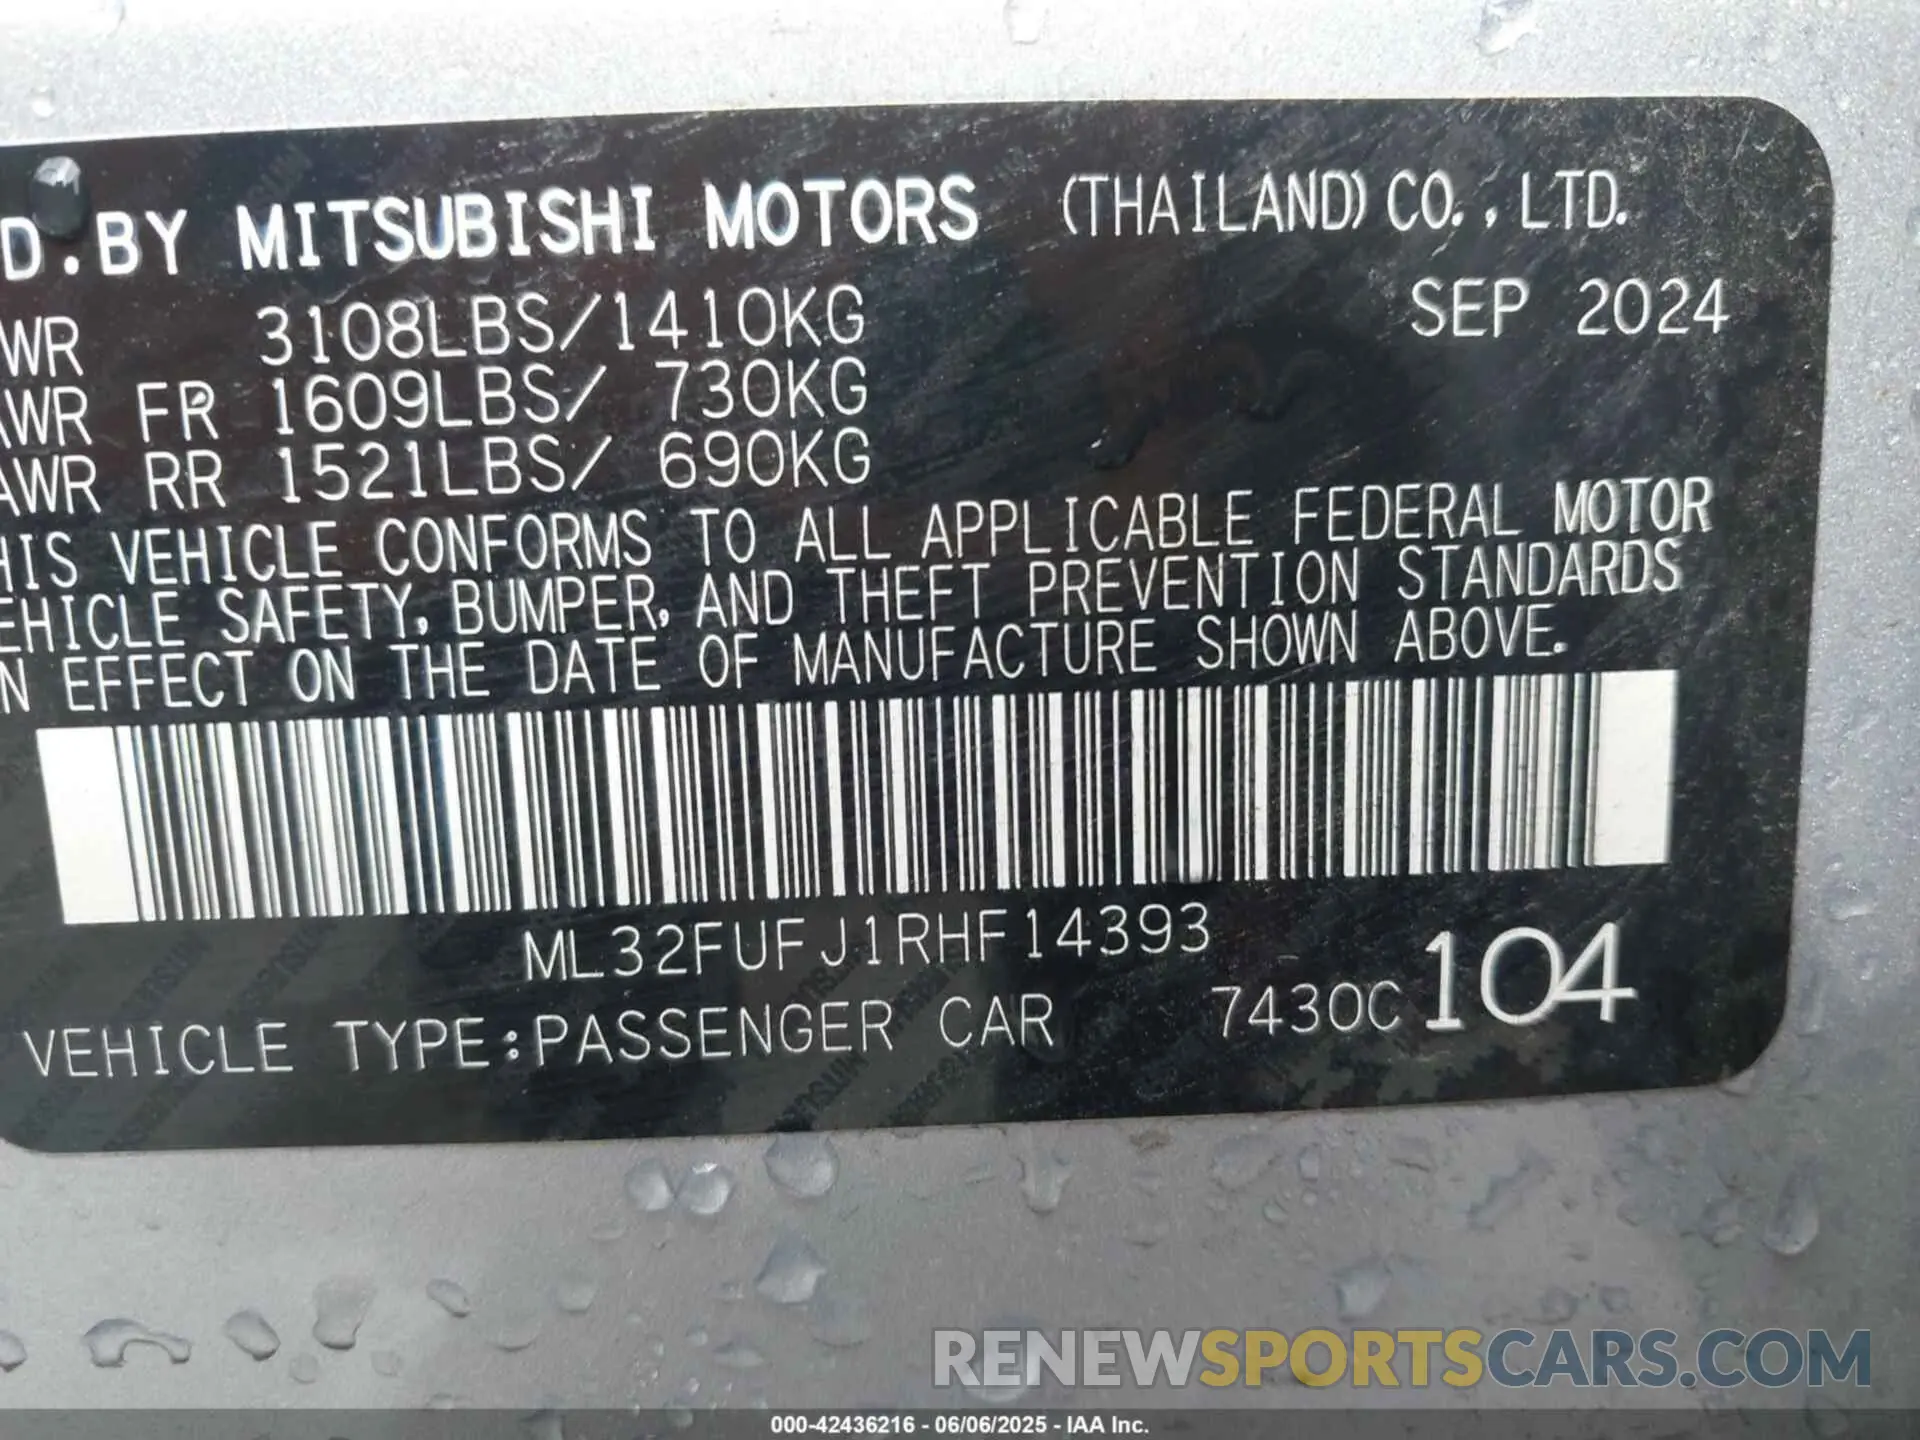 D.BY MITSUBISHI MOTORS (THAILAND) CO., LTD.
WR 3108LBS/1410KG SEP 2024
AWR FR 1609LBS/ 730KG
AWR RR 1521LBS/ 690KG
HIS VEHICLE CONFORMS TO ALL APPLICABLE FEDERAL MOTOR
EHICLE SAFETY, BUMPER, AND THEFT PREVENTION STANDARDS
N EFFECT ON THE DATE OF MANUFACTURE SHOWN ABOVE.
ML32FUFJ1RHF14393
VEHICLE TYPE:PASSENGER CAR 7430C 104
RENEWSPORTSCARS.COM
000-42436216 - 06/06/2025 - IAA Inc.